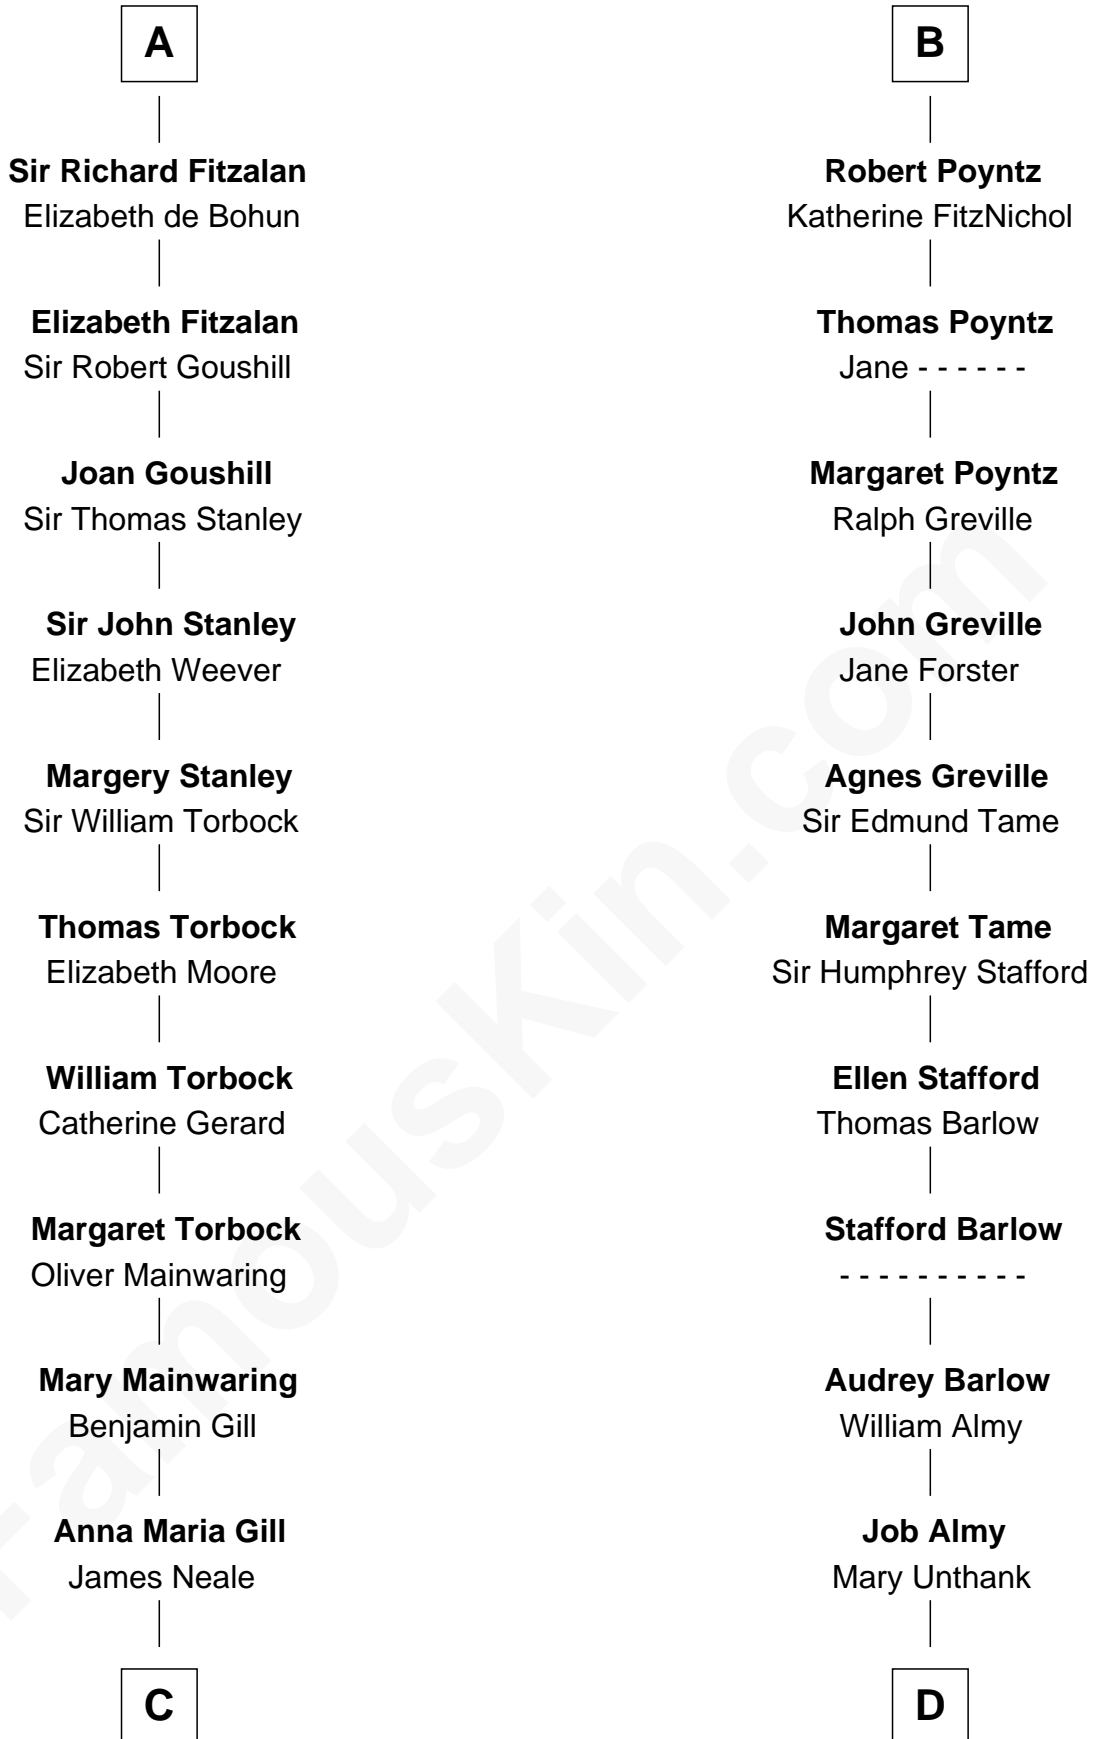 A
Sir Richard Fitzalan
Elizabeth de Bohun
Elizabeth Fitzalan
Sir Robert Goushill
Joan Goushill
Sir Thomas Stanley
Sir John Stanley
Elizabeth Weever
Margery Stanley
Sir William Torbock
Thomas Torbock
Elizabeth Moore
William Torbock
Catherine Gerard
Margaret Torbock
Oliver Mainwaring
Mary Mainwaring
Benjamin Gill
Anna Maria Gill
James Neale
C
B
Robert Poyntz
Katherine FitzNichol
Thomas Poyntz
Jane - - - - - -
Margaret Poyntz
Ralph Greville
John Greville
Jane Forster
Agnes Greville
Sir Edmund Tame
Margaret Tame
Sir Humphrey Stafford
Ellen Stafford
Thomas Barlow
Stafford Barlow
- - - - - - - - - -
Audrey Barlow
William Almy
Job Almy
Mary Unthank
D
FamousKin.com